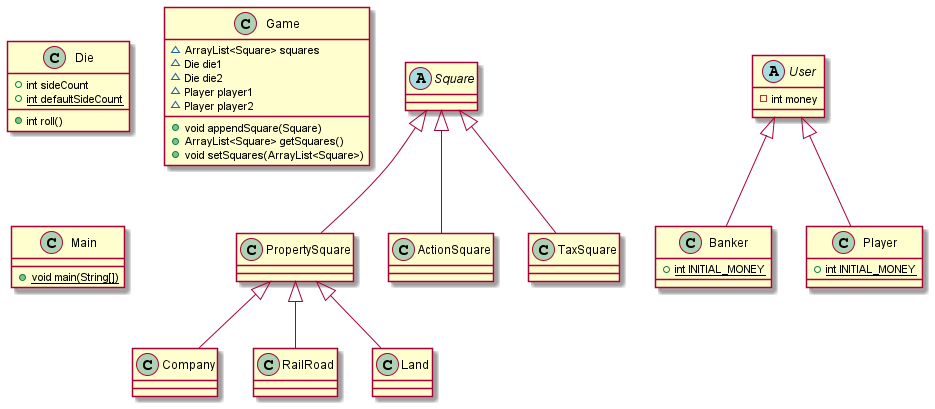 C Die
int sideCount
int defaultSideCount
int roll()
C Game
ArrayList<Square> squares
Die die1
Die die2
Player player1
Player player2
void appendSquare(Square)
ArrayList<Square> getSquares()
void setSquares(ArrayList<Square>)
A Square
A User
int money
C Main
void main(String[])
C PropertySquare
C ActionSquare
C TaxSquare
C Banker
int INITIAL_MONEY
C Player
int INITIAL_MONEY
C Company
C RailRoad
C Land